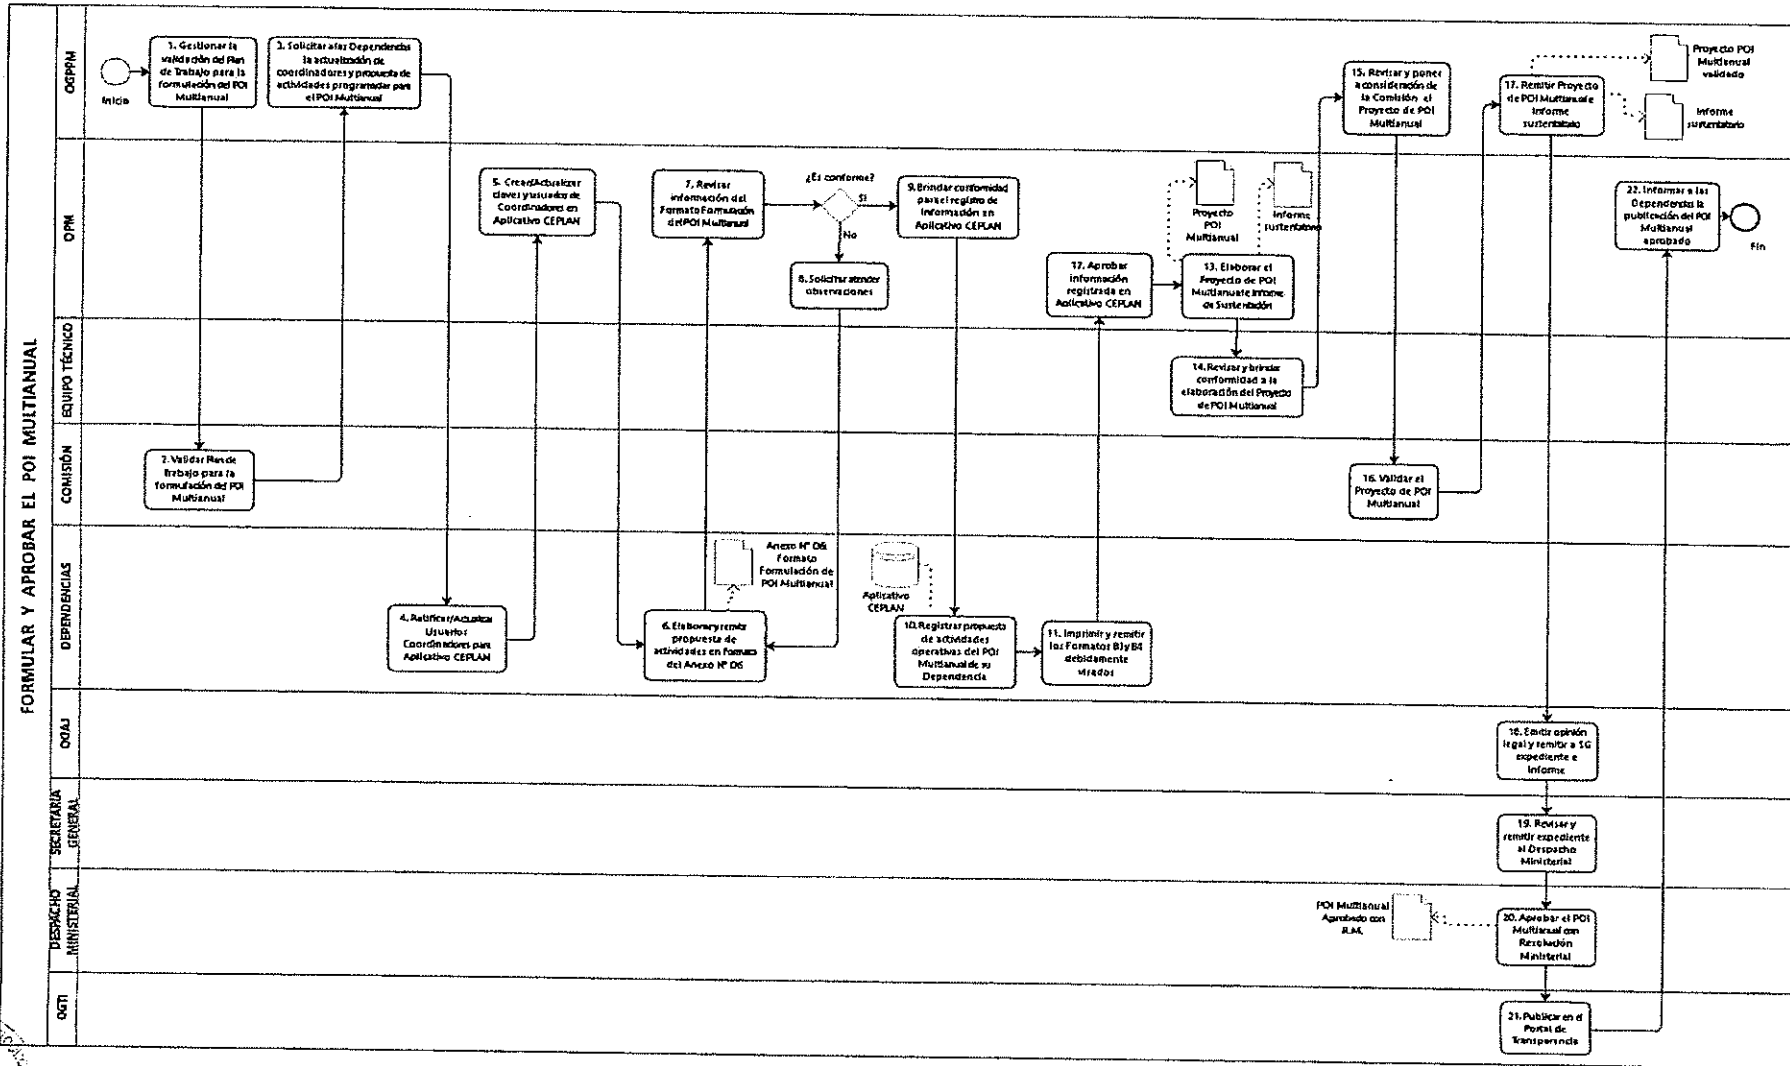 FORMULAR Y APROBAR EL POI MULTIANUAL
OGPPM
Inicio
1. Gestionar la
validación del Plan
de Trabajo para la
formulación del POI
Multianual
3. Solicitar a las Dependencias
la actualización de
coordinadores y propuesta de
actividades programadas para
el POI Multianual
15. Revisar y poner
a consideración de
la Comisión el
Proyecto de POI
Multianual
17. Remitir Proyecto
de POI Multianual e
Informe
sustentatorio
Proyecto POI
Multianual
validado
Informe
sustentatorio
OPM
5. Crear/Actualizar
claves y usuarios de
Coordinadores en
Aplicativo CEPLAN
7. Revisar
información del
Formato Formulación
del POI Multianual
¿Es conforme?
SI
No
8. Solicitar atender
observaciones
9. Brindar conformidad
para el registro de
Información en
Aplicativo CEPLAN
12. Aprobar
información
registrada en
Aplicativo CEPLAN
Proyecto
POI
Multianual
Informe
sustentatorio
13. Elaborar el
Proyecto de POI
Multianual e Informe
de Sustentación
22. Informar a las
Dependencias la
publicación del POI
Multianual
aprobado
Fin
EQUIPO TÉCNICO
14. Revisar y brindar
conformidad a la
elaboración del Proyecto
de POI Multianual
COMISIÓN
2. Validar Plan de
Trabajo para la
formulación del POI
Multianual
16. Validar el
Proyecto de POI
Multianual
DEPENDENCIAS
4. Ratificar/Actualizar
Usuarios
Coordinadores para
Aplicativo CEPLAN
Anexo N° 06
Formato
Formulación de
POI Multianual
6. Elaborar y remitir
propuesta de
actividades en formato
del Anexo N° 06
Aplicativo
CEPLAN
10. Registrar propuesta
de actividades
operativas del POI
Multianual de su
Dependencia
11. Imprimir y remitir
los Formatos B3 y B4
debidamente
visados
OGAJ
18. Emitir opinión
legal y remitir a SG
expediente e
Informe
SECRETARIA
GENERAL
19. Revisar y
remitir expediente
al Despacho
Ministerial
DESPACHO
MINISTERIAL
POI Multianual
Aprobado con
R.M.
20. Aprobar el POI
Multianual con
Resolución
Ministerial
OGTI
21. Publicar en el
Portal de
Transparencia